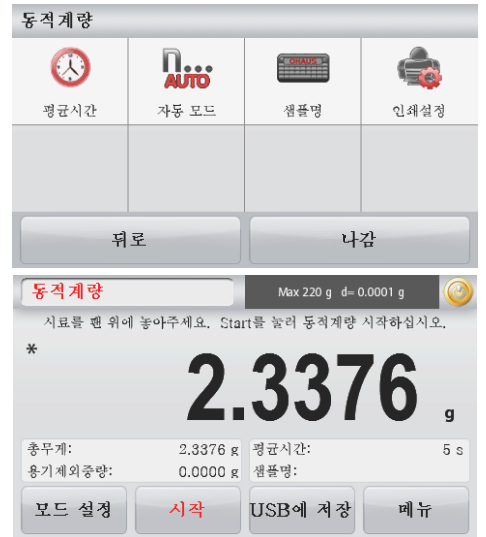 동적계량
n...
AUTO
OHAUS
평균시간 자동 모드 샘플명 인쇄설정
뒤로 나감
동적계량 Max 220 g d= 0.0001 g
시료를 팬 위에 놓아주세요. Start를 눌러 동적계량 시작하십시오.
*
2.3376 g
총무게: 2.3376 g 평균시간: 5 s
용기제외중량: 0.0000 g 샘플명:
모드 설정 시작 USB에 저장 메뉴